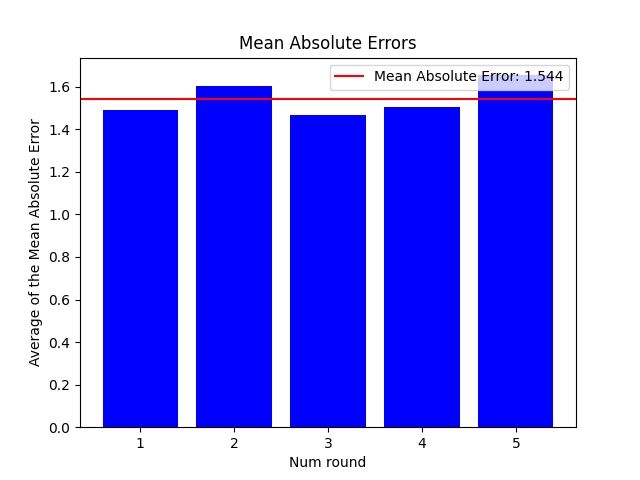 Mean Absolute Errors
Mean Absolute Error: 1.544
Average of the Mean Absolute Error
1.6
1.4
1.2
1.0
0.8
0.6
0.4
0.2
0.0
1 2 3 4 5
Num round